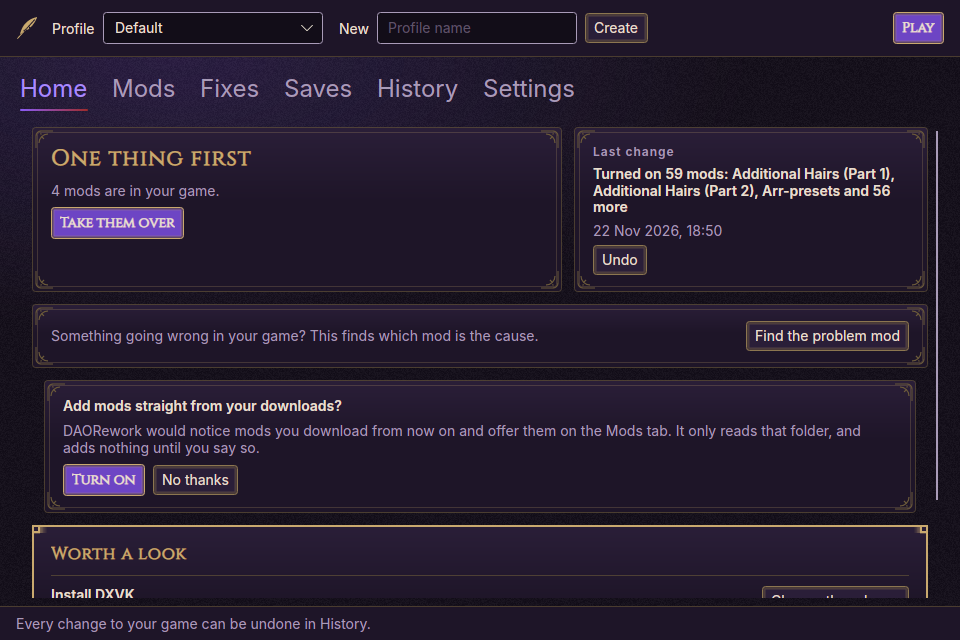 Profile
Default
New
Profile name
Create
PLAY
Home
Mods
Fixes
Saves
History
Settings
One thing first
4 mods are in your game.
Take them over
Last change
Turned on 59 mods: Additional Hairs (Part 1),
Additional Hairs (Part 2), Arr-presets and 56
more
22 Nov 2026, 18:50
Undo
Something going wrong in your game? This finds which mod is the cause.
Find the problem mod
Add mods straight from your downloads?
DAORework would notice mods you download from now on and offer them on the Mods tab. It only reads that folder, and
adds nothing until you say so.
Turn on
No thanks
Worth a look
Install DXVK
Every change to your game can be undone in History.